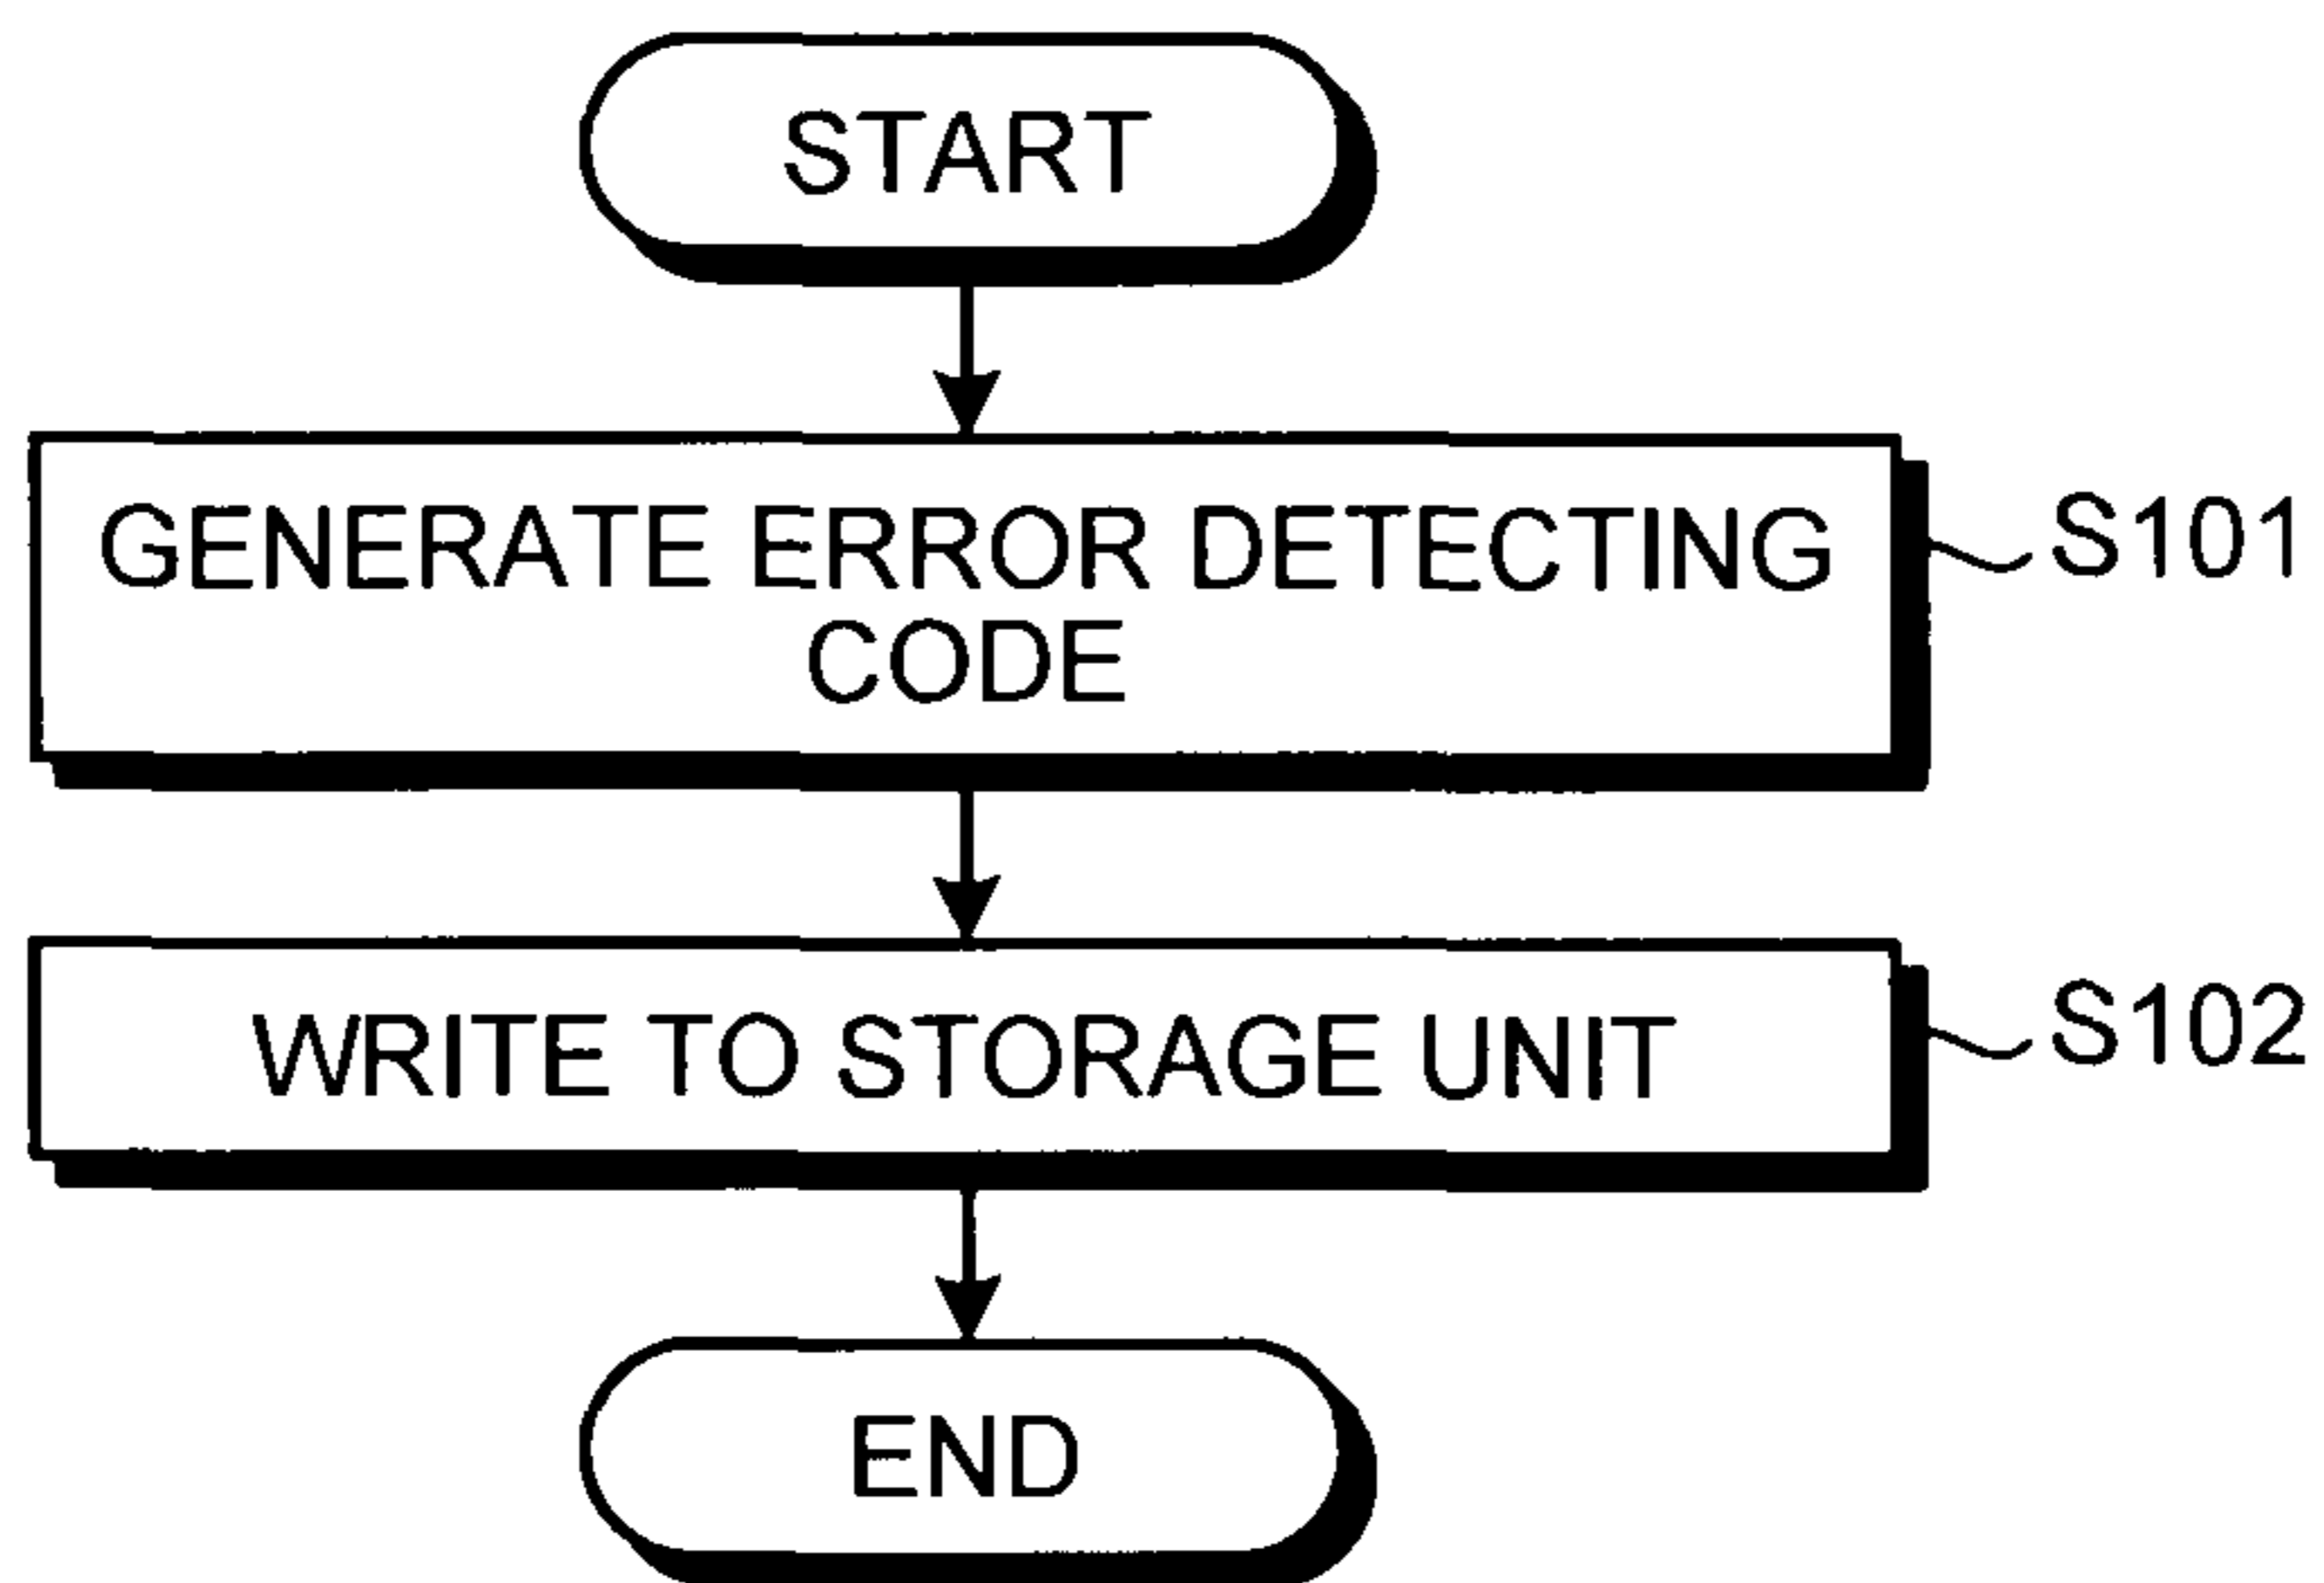 START
GENERATE ERROR DETECTING
CODE
S101
WRITE TO STORAGE UNIT
S102
END